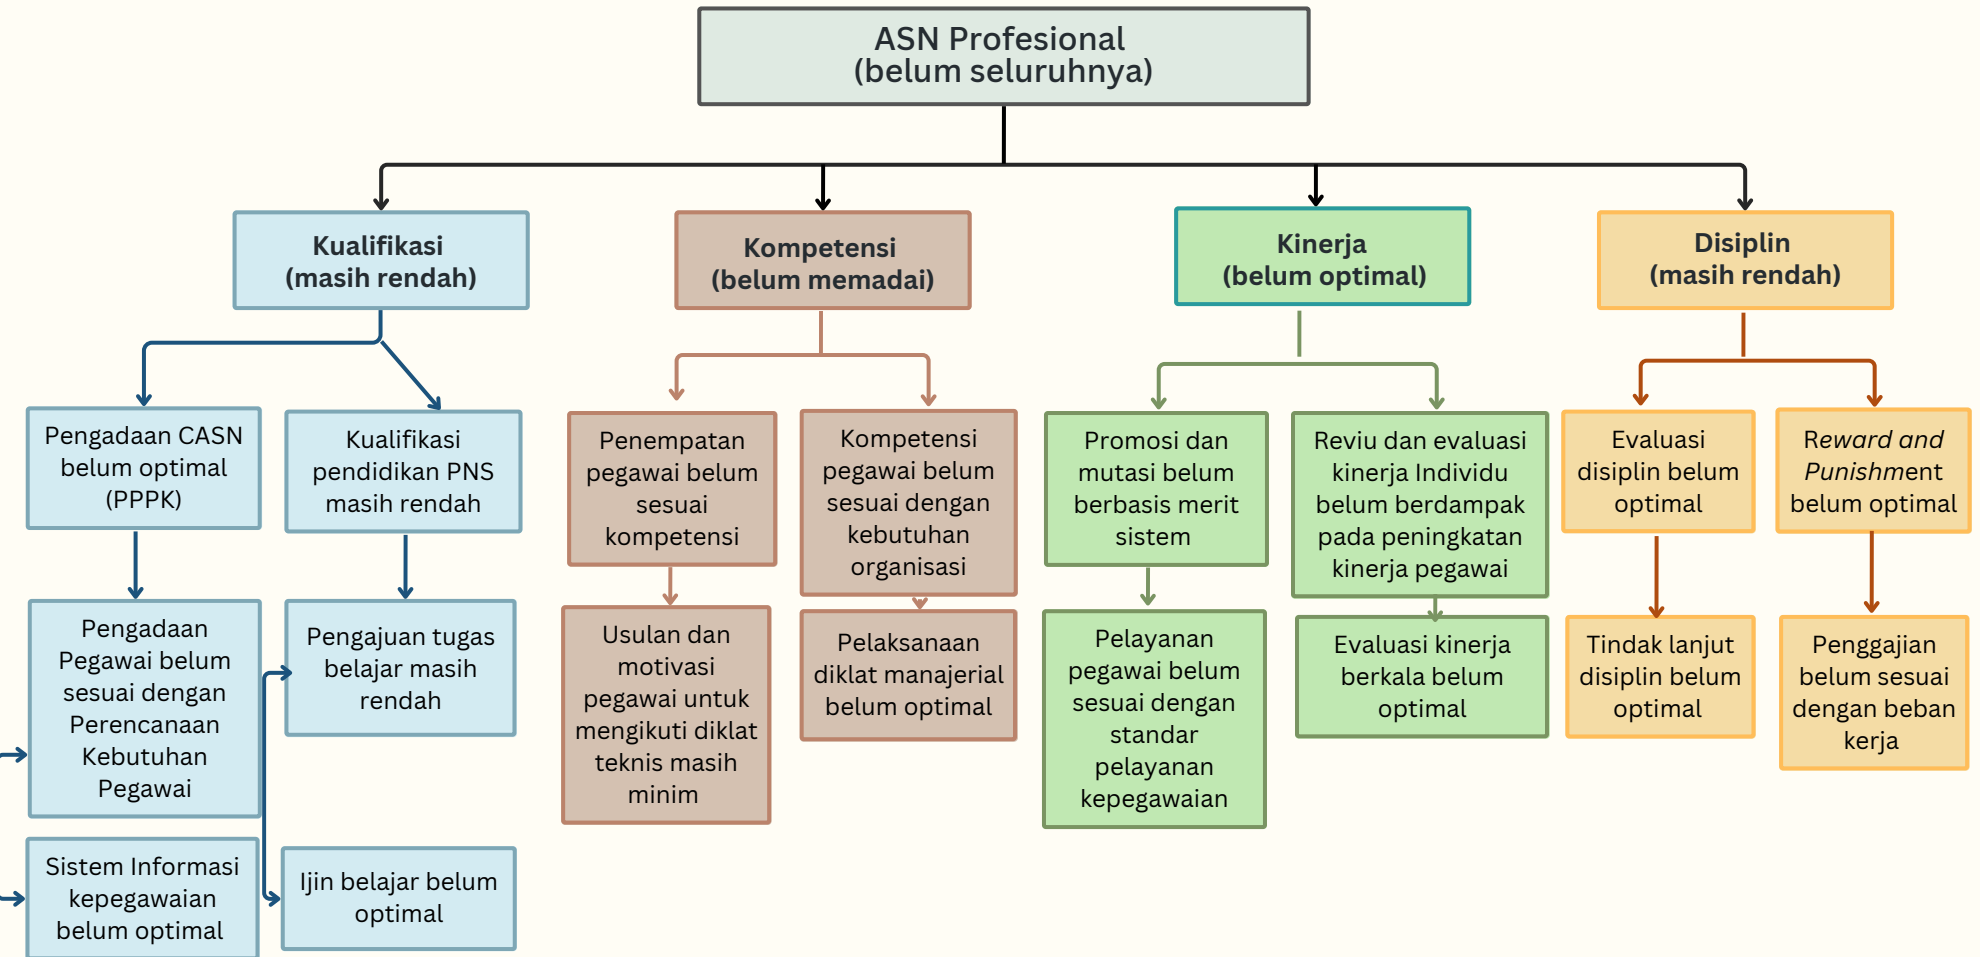 ASN Profesional
(belum seluruhnya)
Kualifikasi
(masih rendah)
Kompetensi
(belum memadai)
Kinerja
(belum optimal)
Disiplin
(masih rendah)
Pengadaan CASN
belum optimal
(PPPK)
Kualifikasi
pendidikan PNS
masih rendah
Penempatan
pegawai belum
sesuai
kompetensi
Kompetensi
pegawai belum
sesuai dengan
kebutuhan
organisasi
Promosi dan
mutasi belum
berbasis merit
sistem
Reviu dan evaluasi
kinerja Individu
belum berdampak
pada peningkatan
kinerja pegawai
Evaluasi
disiplin belum
optimal
Reward and
Punishment
belum optimal
Pengadaan
Pegawai belum
sesuai dengan
Perencanaan
Kebutuhan
Pegawai
Pengajuan tugas
belajar masih
rendah
Usulan dan
motivasi
pegawai untuk
mengikuti diklat
teknis masih
minim
Pelaksanaan
diklat manajerial
belum optimal
Pelayanan
pegawai belum
sesuai dengan
standar
pelayanan
kepegawaian
Evaluasi kinerja
berkala belum
optimal
Tindak lanjut
disiplin belum
optimal
Penggajian
belum sesuai
dengan beban
kerja
Sistem Informasi
kepegawaian
belum optimal
Ijin belajar belum
optimal